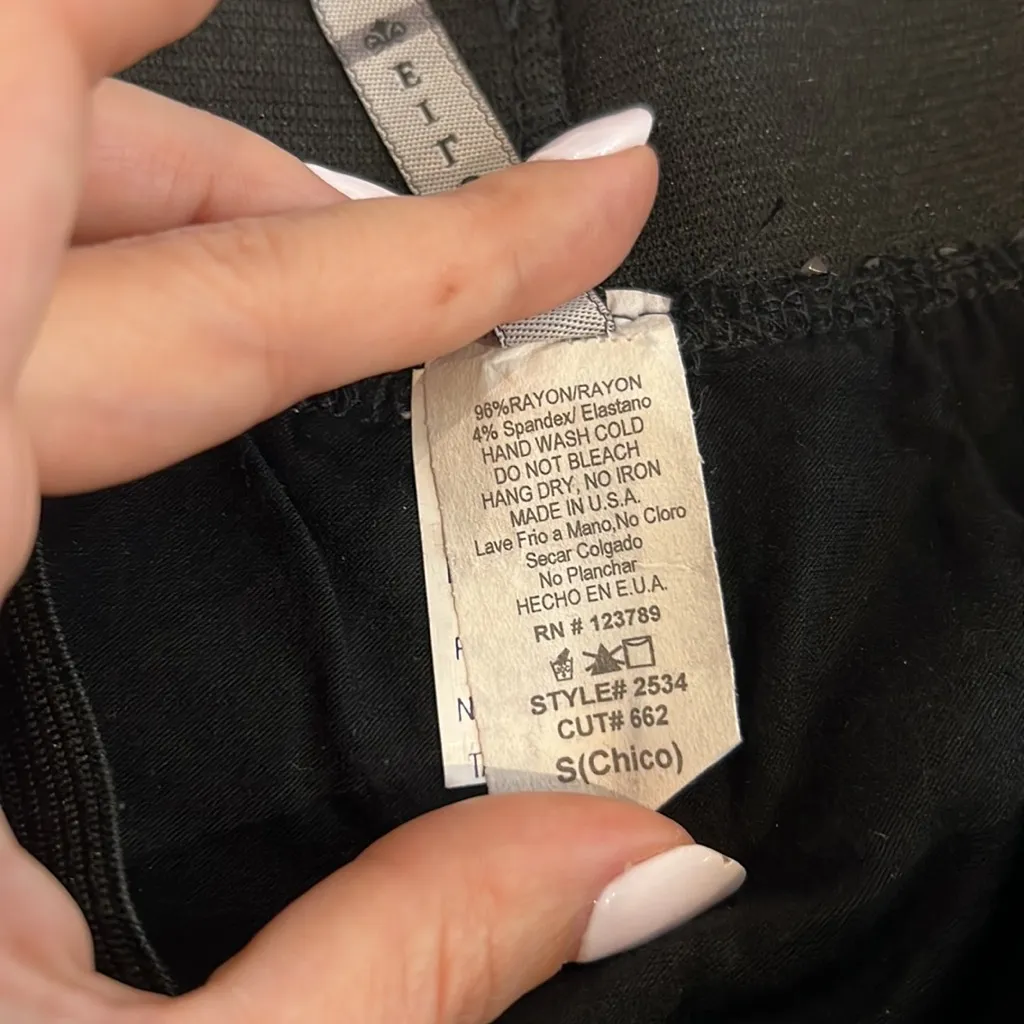 EIr
96%RAYON/RAYON
4% Spandex/ Elastano
HAND WASH COLD
DO NOT BLEACH
HANG DRY, NO IRON
MADE IN U.S.A.
Lave Frio a Mano,No Cloro
Secar Colgado
No Planchar
HECHO EN E.U.A.
RN # 123789
STYLE# 2534
CUT# 662
S(Chico)